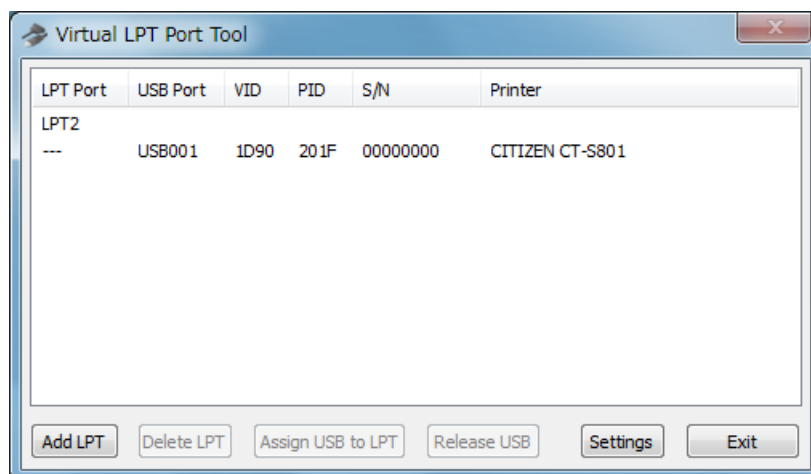 Virtual LPT Port Tool
LPT Port USB Port VID PID S/N Printer
LPT2
--- USB001 1D90 201F 00000000 CITIZEN CT-S801
Add LPT Delete LPT Assign USB to LPT Release USB Settings Exit